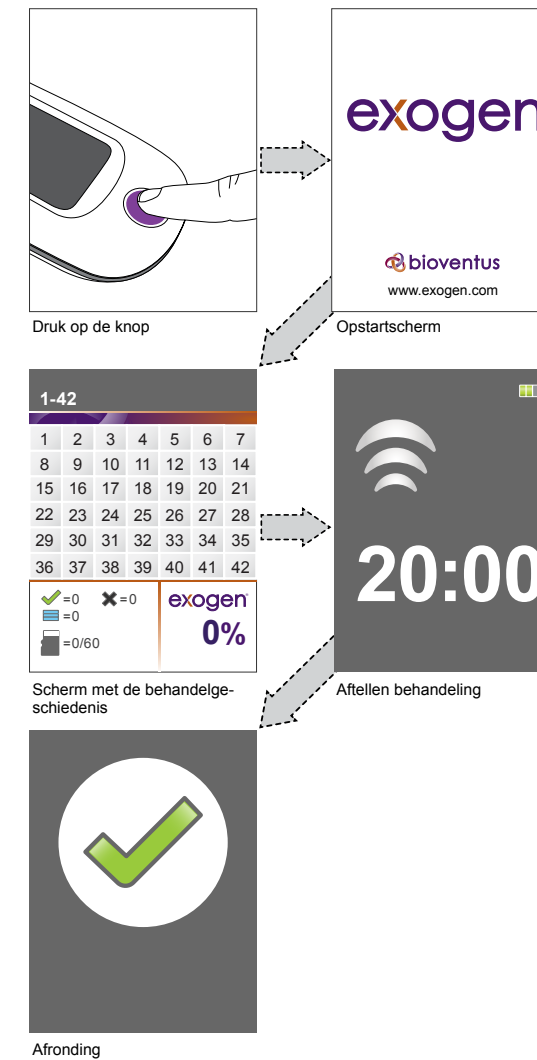 exogen
bioventus
www.exogen.com
Druk op de knop
Opstartscherm
1-42
1 2 3 4 5 6 7
8 9 10 11 12 13 14
15 16 17 18 19 20 21
22 23 24 25 26 27 28
29 30 31 32 33 34 35
36 37 38 39 40 41 42
=0 =0
=0
=0/60
exogen
0%
20:00
Scherm met de behandelge-
schiedenis
Aftellen behandeling
Afronding